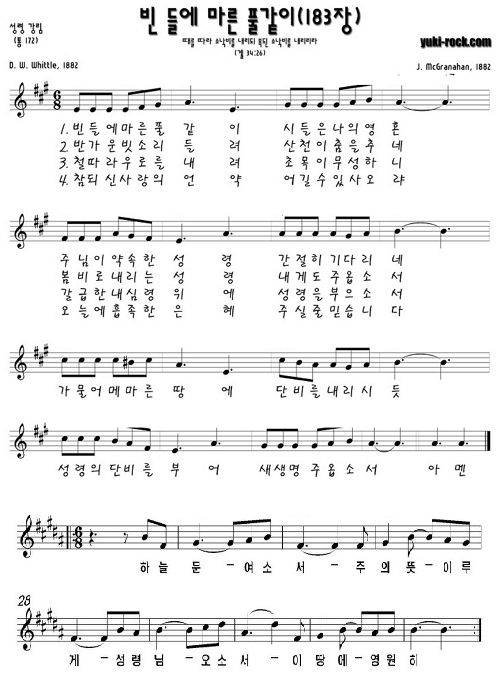 빈 들에 마른 풀같이(183장)
성령 강림
(통 172)
때를 따라 소낙비를 내리되 복된 소낙비를 내리리라
(겔 34:26)
yuki-rock.com
D. W. Whittle, 1882
J. McGranahan, 1882
6
8
1. 빈 들에마른 풀 같 이 시들은나의영 혼
2. 반가운빗소리 들 려 산천이춤을추 네
3. 철따라우로를 내 려 초목이무성하 니
4. 참되신사랑의 언 약 어길수있사오 랴
주 님이약속한 성 령 간절히기다리 네
봄 비로내리는 성 령 내게도주옵소 서
갈 급한내심령 위 에 성령을부으소 서
오 늘에흡족한 은 혜 주실줄믿습니 다
가 물어메마른 땅 에 단비를내리시 듯
성령의단비를 부 어 새생명주옵소 서 아멘
6
8
하늘 둔-여소서-주의뜻이루
28
게-성령님-오소서-이땅에-영원히